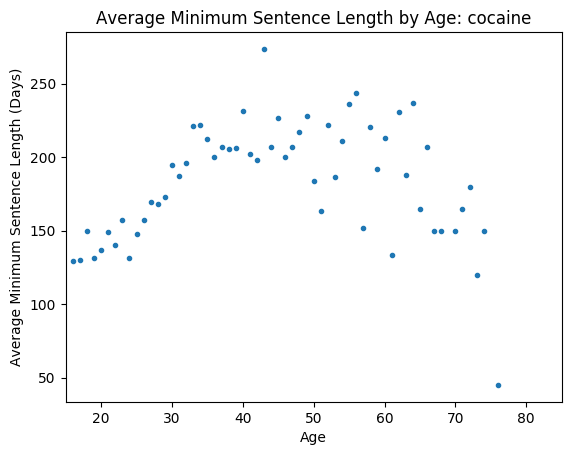 Average Minimum Sentence Length by Age: cocaine
Average Minimum Sentence Length (Days)
250
200
150
100
50
20 30 40 50 60 70 80
Age